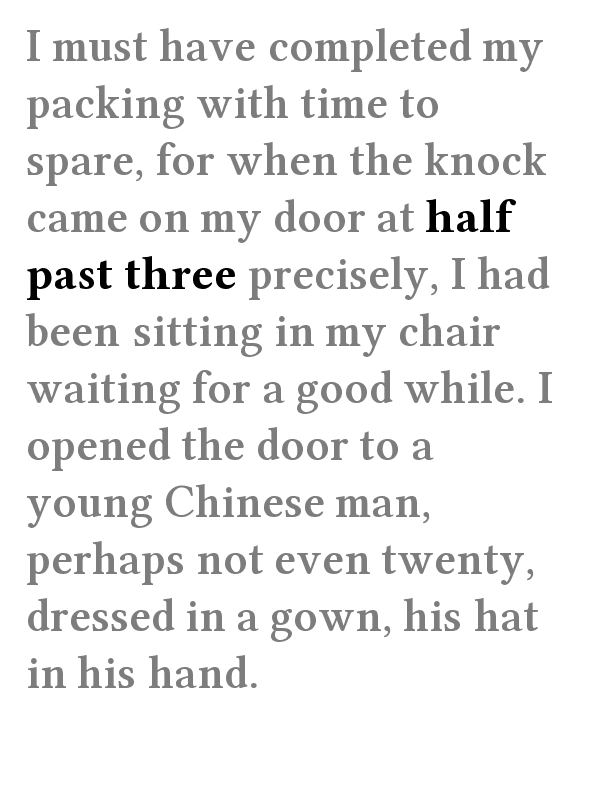 I must have completed my
packing with time to
spare, for when the knock
came on my door at half
past three precisely, I had
been sitting in my chair
waiting for a good while. I
opened the door to a
young Chinese man,
perhaps not even twenty,
dressed in a gown, his hat
in his hand.